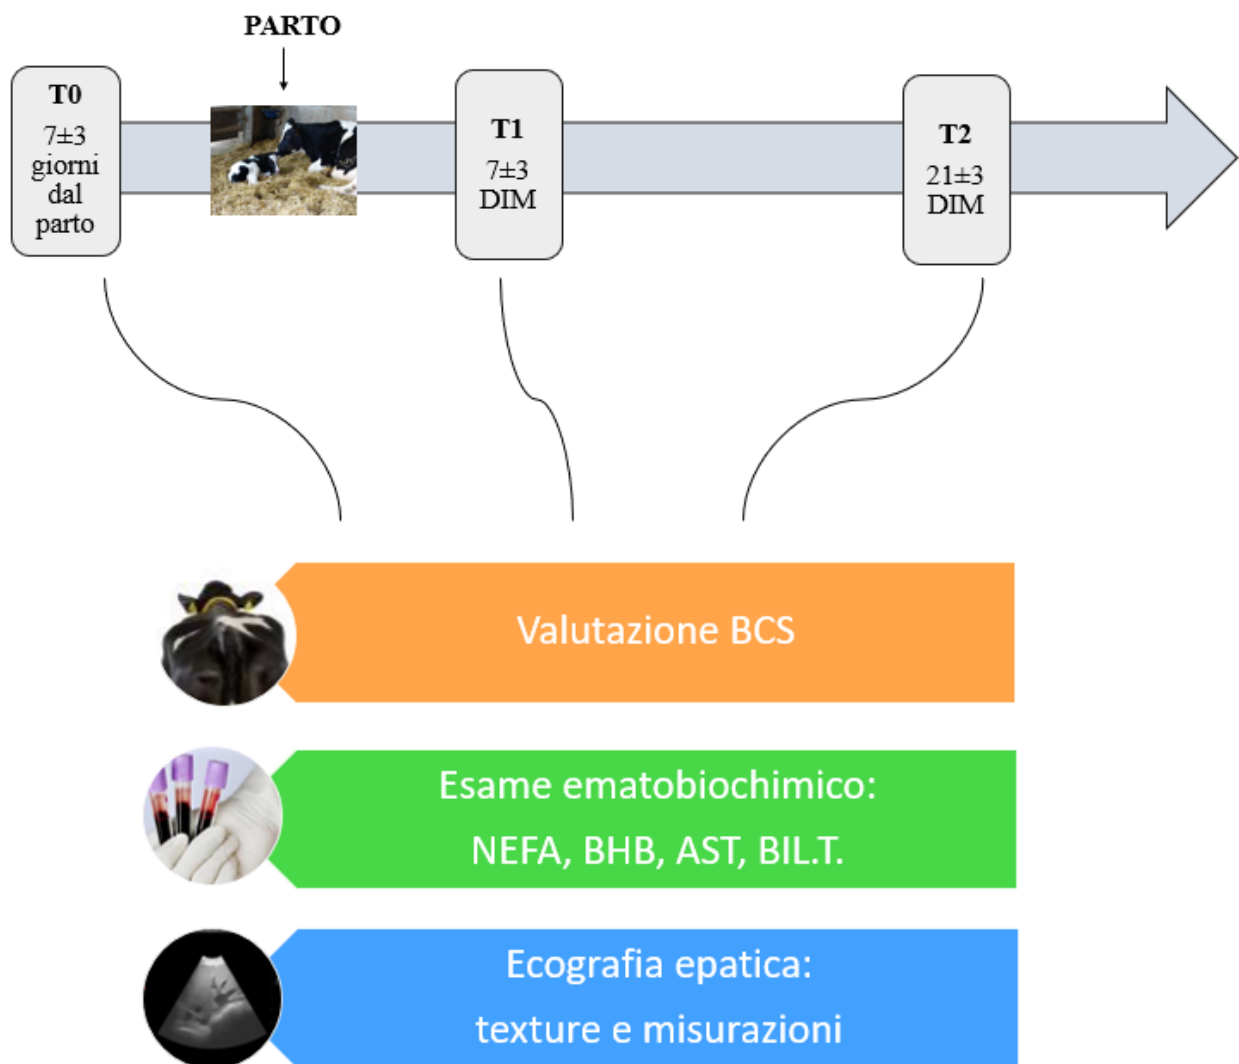 PARTO
T0
7±3
giorni
dal
parto
T1
7±3
DIM
T2
21±3
DIM
Valutazione BCS
Esame ematobiochimico:
NEFA, BHB, AST, BIL.T.
Ecografia epatica:
texture e misurazioni